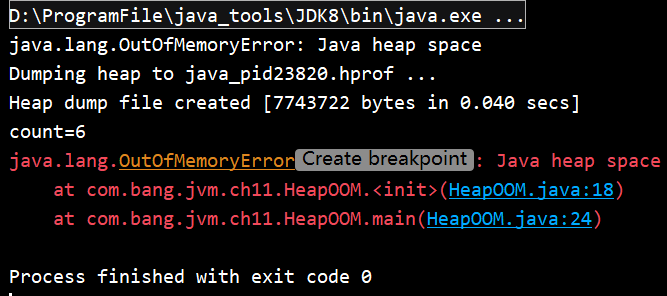 D:\ProgramFile\java_tools\JDK8\bin\java.exe ...
java.lang.OutOfMemoryError: Java heap space
Dumping heap to java_pid23820.hprof ...
Heap dump file created [7743722 bytes in 0.040 secs]
count=6
java.lang.OutOfMemoryError Create breakpoint : Java heap space
    at com.bang.jvm.ch11.HeapOOM.<init>(HeapOOM.java:18)
    at com.bang.jvm.ch11.HeapOOM.main(HeapOOM.java:24)
Process finished with exit code 0